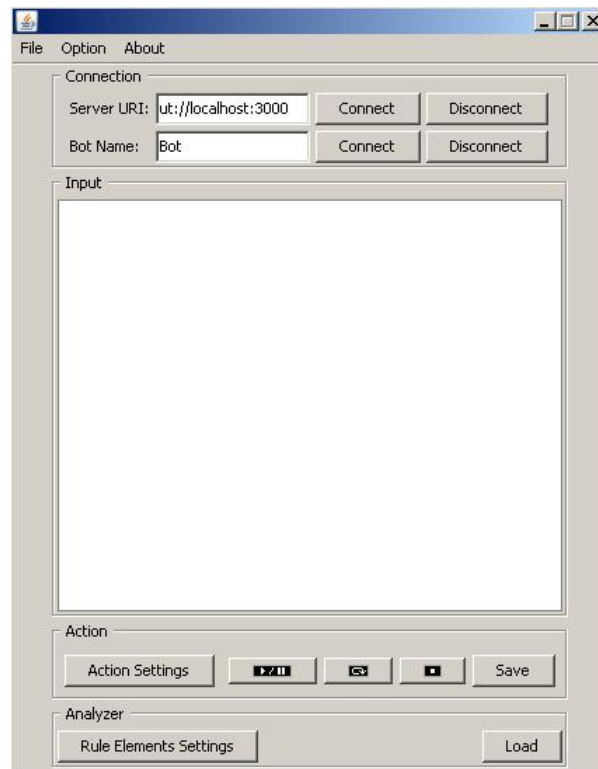 File Option About
Connection
Server URI: ut://localhost:3000 Connect Disconnect
Bot Name: Bot Connect Disconnect
Input
Action
Action Settings Save
Analyzer
Rule Elements Settings Load